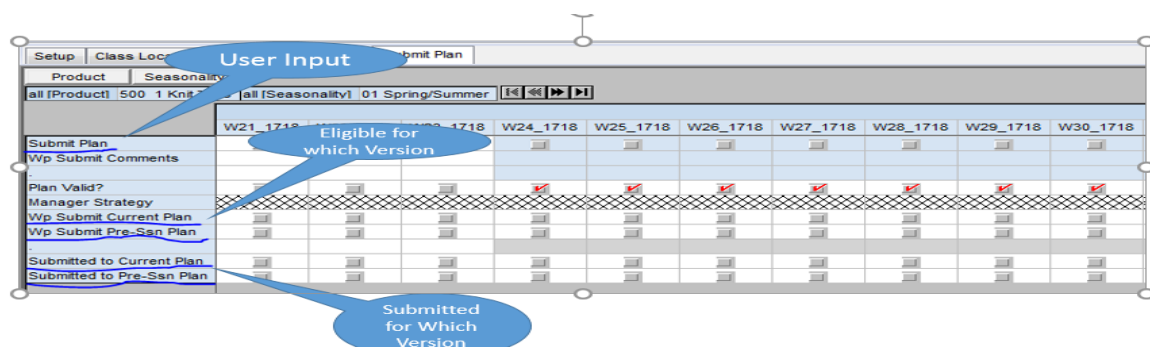 Setup Class Loc User Input bmit Plan
Product Seasonality
all [Product] 500 1 Knit all [Seasonality] 01 Spring/Summer
W21_1718 1718 W24_1718 W25_1718 W26_1718 W27_1718 W28_1718 W29_1718 W30_1718
Eligible for
which Version
Submit Plan
Wp Submit Comments
.
Plan Valid?
Manager Strategy
Wp Submit Current Plan
Wp Submit Pre-Ssn Plan
.
Submitted to Current Plan
Submitted to Pre-Ssn Plan
Submitted
for Which
Version